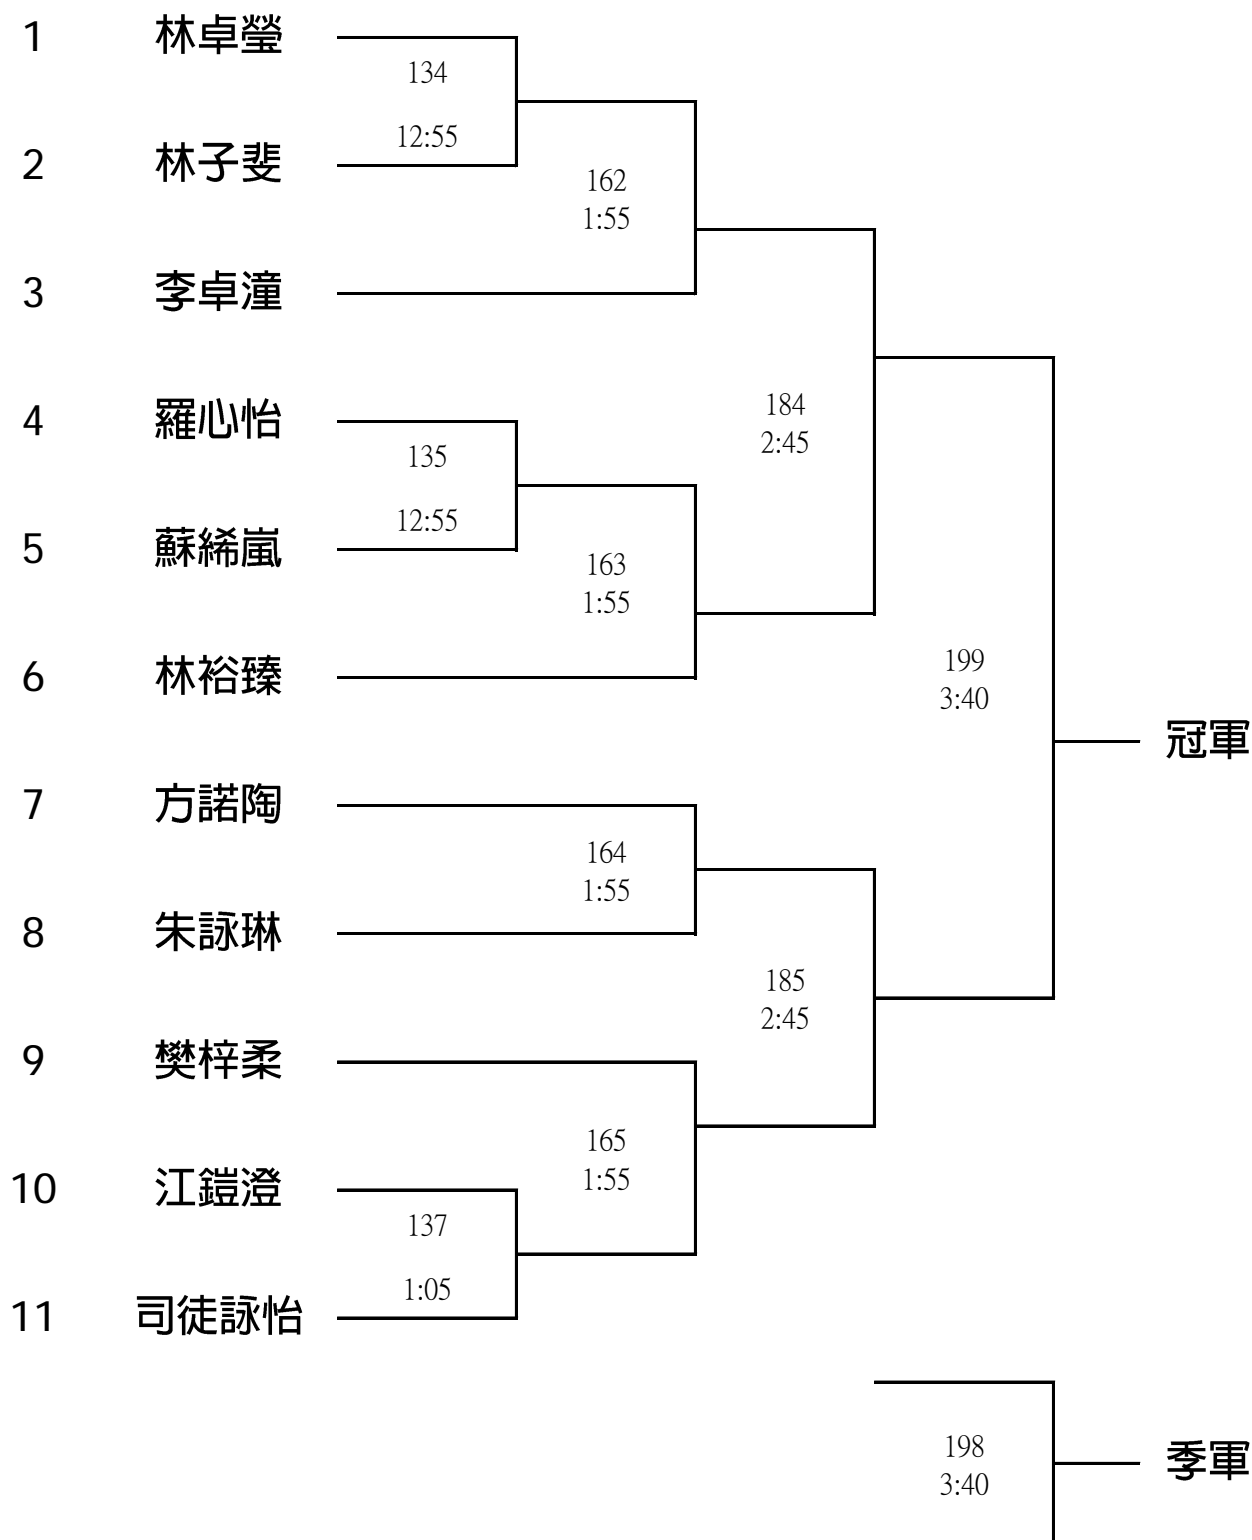 1 林卓瑩
134
12:55
2 林子斐
162
1:55
3 李卓潼
184
2:45
4 羅心怡
135
12:55
5 蘇絺嵐
163
1:55
6 林裕臻
199
3:40
冠軍
7 方諾陶
164
1:55
8 朱詠琳
185
2:45
9 樊梓柔
165
1:55
10 江鎧澄
137
1:05
11 司徒詠怡
198
3:40
季軍